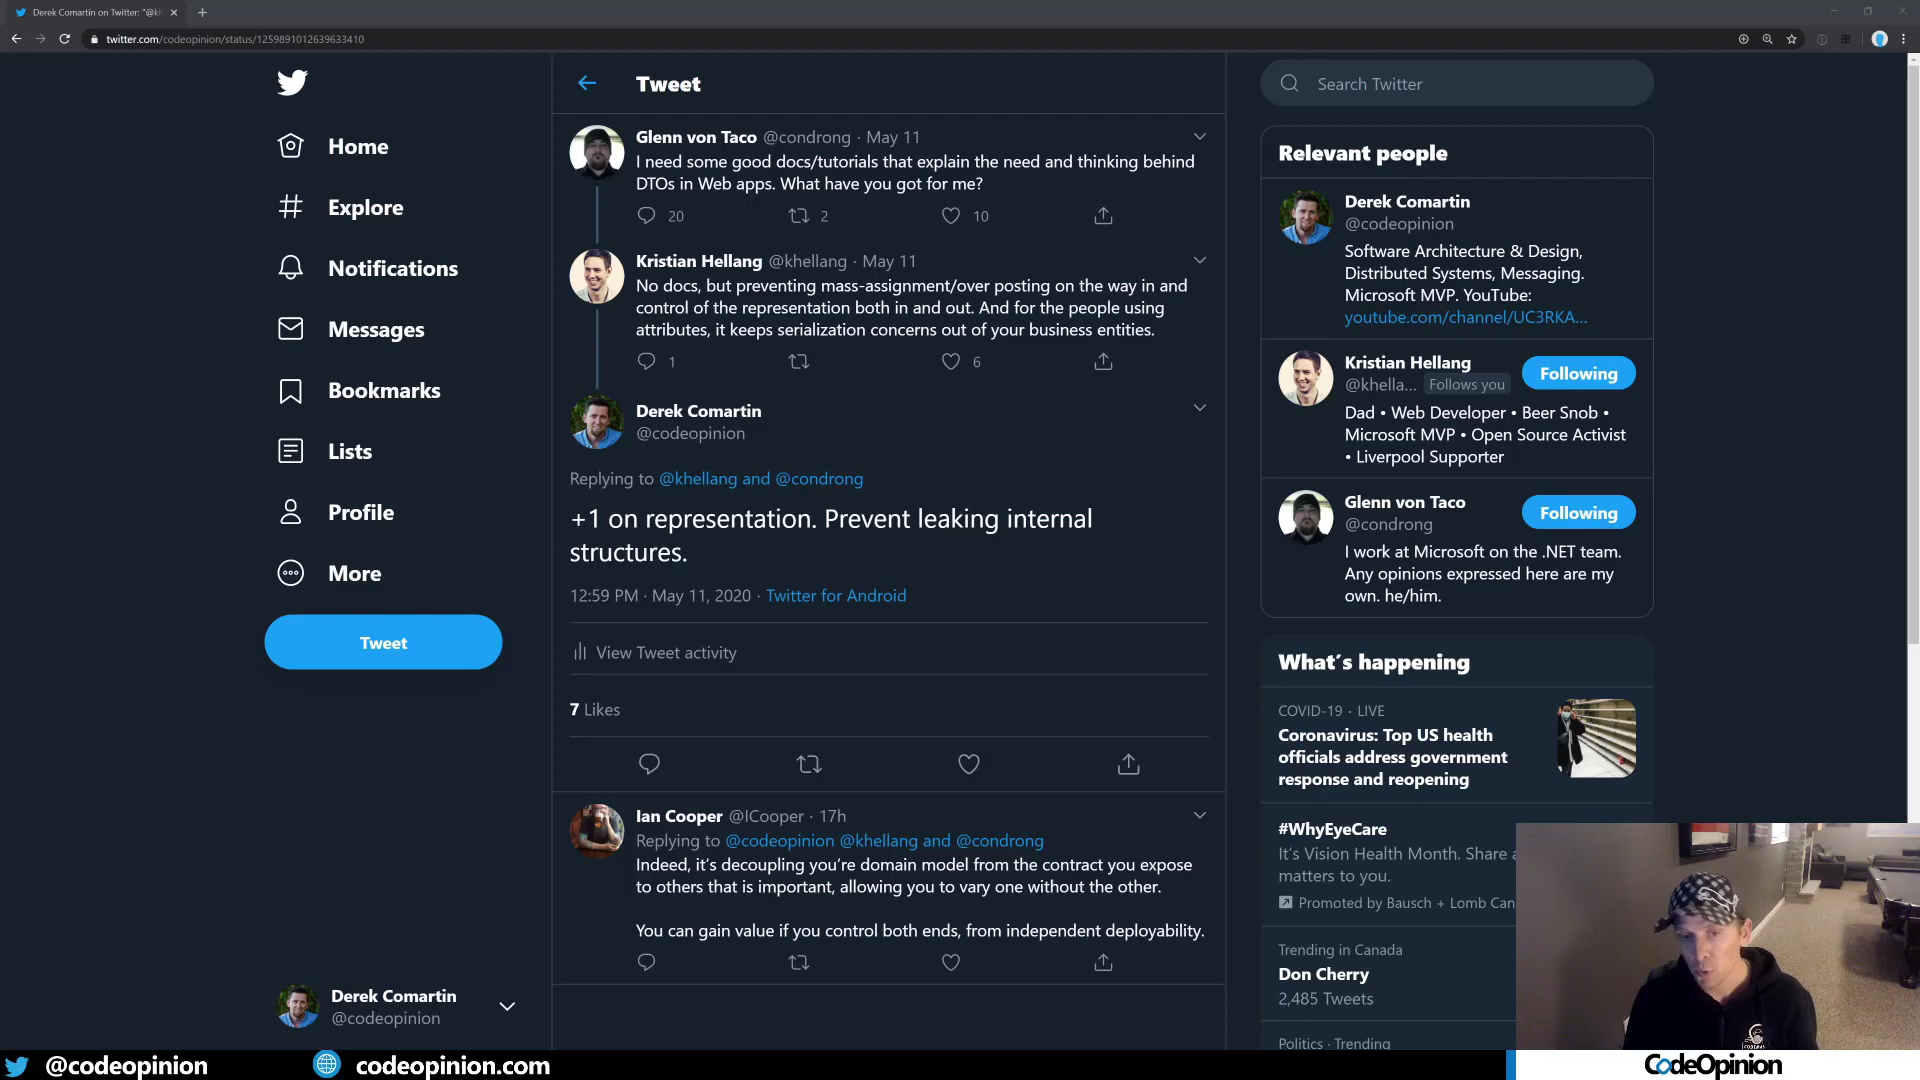 Derek Comartin on Twitter: "@kh
twitter.com/codeopinion/status/1259891012639633410
Home
Explore
Notifications
Messages
Bookmarks
Lists
Profile
More
Tweet
Derek Comartin
@codeopinion
Tweet
Glenn von Taco @condrong · May 11
I need some good docs/tutorials that explain the need and thinking behind
DTOs in Web apps. What have you got for me?
20 2 10
Kristian Hellang @khellang · May 11
No docs, but preventing mass-assignment/over posting on the way in and
control of the representation both in and out. And for the people using
attributes, it keeps serialization concerns out of your business entities.
1 6
Derek Comartin
@codeopinion
Replying to @khellang and @condrong
+1 on representation. Prevent leaking internal
structures.
12:59 PM · May 11, 2020 · Twitter for Android
View Tweet activity
7 Likes
Ian Cooper @ICooper · 17h
Replying to @codeopinion @khellang and @condrong
Indeed, it's decoupling you're domain model from the contract you expose
to others that is important, allowing you to vary one without the other.
You can gain value if you control both ends, from independent deployability.
Search Twitter
Relevant people
Derek Comartin
@codeopinion
Software Architecture & Design,
Distributed Systems, Messaging.
Microsoft MVP. YouTube:
youtube.com/channel/UC3RKA...
Kristian Hellang
@khella... Follows you
Following
Dad • Web Developer • Beer Snob •
Microsoft MVP • Open Source Activist
• Liverpool Supporter
Glenn von Taco
@condrong
Following
I work at Microsoft on the .NET team.
Any opinions expressed here are my
own. he/him.
What's happening
COVID-19 · LIVE
Coronavirus: Top US health
officials address government
response and reopening
#WhyEyeCare
It's Vision Health Month. Share a
matters to you.
Promoted by Bausch + Lomb Can
Trending in Canada
Don Cherry
2,485 Tweets
Politics · Trending
@codeopinion
codeopinion.com
CodeOpinion